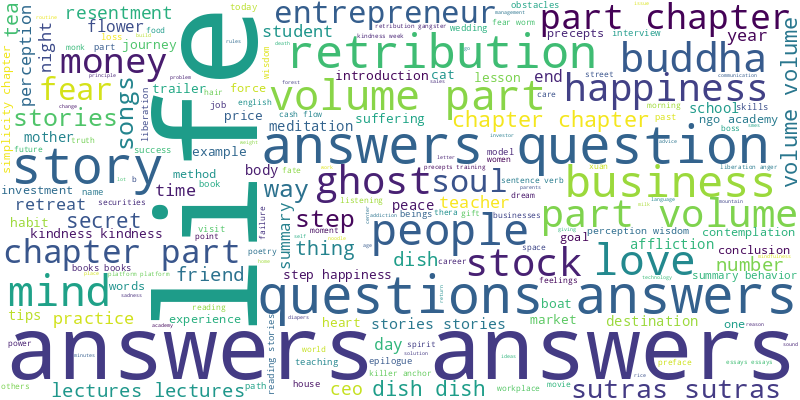 resentment
flower
tea
journey
monk part
perception
night
money
fear
stories
mother
truth
future
story
investment name
securities
retreat
habit
secret
kindness kindness
point
chapter part
books books
platform platform
mind
words
sadness
tips
practice
power
others
lectures lectures
path
simplicity chapter
today
loss
food
songs
liberation
trailer
hair
job
price
success
example
method
book
time
visit
friend
reading
experience
academy
minutes
life
force
wisdom
entrepreneur
student
wedding
obstacles
management
fear worm
retribution gangster
kindness week
death
retribution
introduction
cat
lesson
end
forest
volume part
cash flow
suffering
english
meditation
answers question
body
fate
way
poetry
failure
ghost
soul
model
women
letter
investor
precepts training
sentence verb
dream
listening
peace
teacher
step
moment
addiction
beings
thera
gift
businesses
summary
people
thing
dish
goal
space
career
step happiness
stock
feelings
questions answers
heart
stories stories
boat
market
destination
one
reason
day
spirit
world
teaching
epilogue
solution
killer anchor
house
ceo
dish dish
reading stories
diapers
answers answers
part chapter
precepts
interview
year
buddha
happiness
street
communication
care
sales
morning
past
chapter chapter
school
skills
ngo academy
boss
advice
liberation anger
parents
business
language
mountain
part volume
perception wisdom
contemplation
giving
love
affliction
conclusion
number
summary behavior
technology
ideas
preface
essays essays
workplace
movie
rice
sound
sutras sutras
volume volume